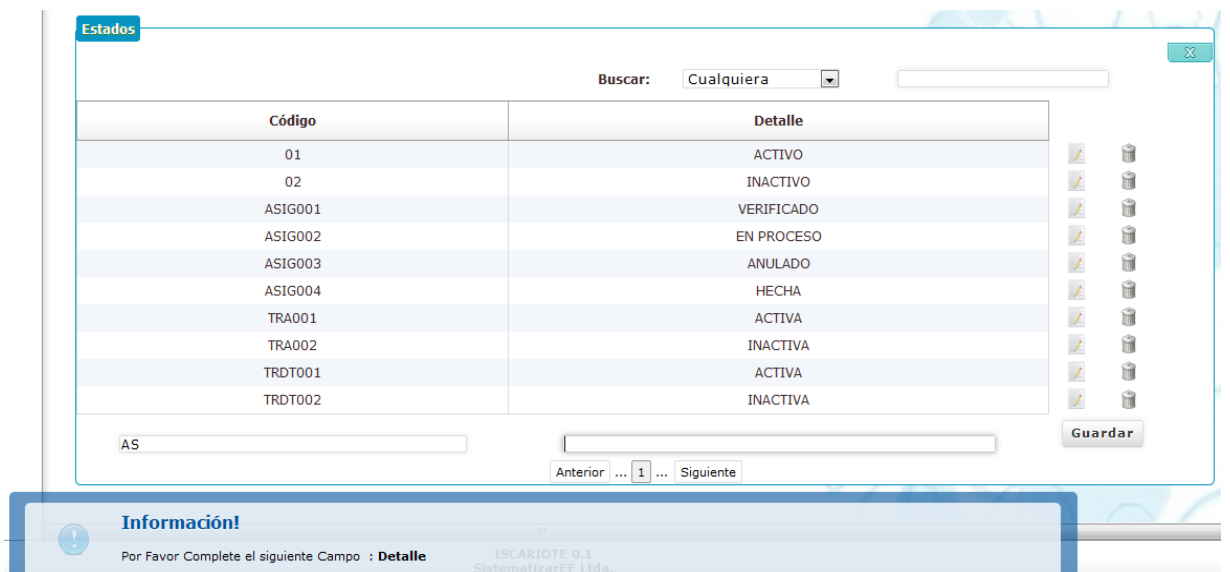 Estados
X
Buscar: Cualquiera
Código Detalle
01 ACTIVO
02 INACTIVO
ASIG001 VERIFICADO
ASIG002 EN PROCESO
ASIG003 ANULADO
ASIG004 HECHA
TRA001 ACTIVA
TRA002 INACTIVA
TRDT001 ACTIVA
TRDT002 INACTIVA
AS Guardar
Anterior ... 1 ... Siguiente
Información!
Por Favor Complete el siguiente Campo : Detalle
ISCARIOTE 0.1
SistematizarEF Ltda.